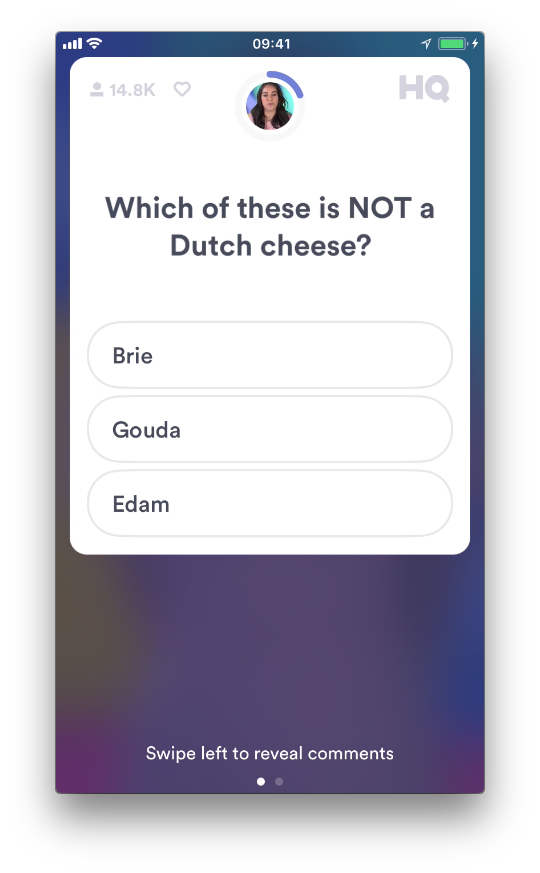 09:41
14.8K
HQ
Which of these is NOT a
Dutch cheese?
Brie
Gouda
Edam
Swipe left to reveal comments